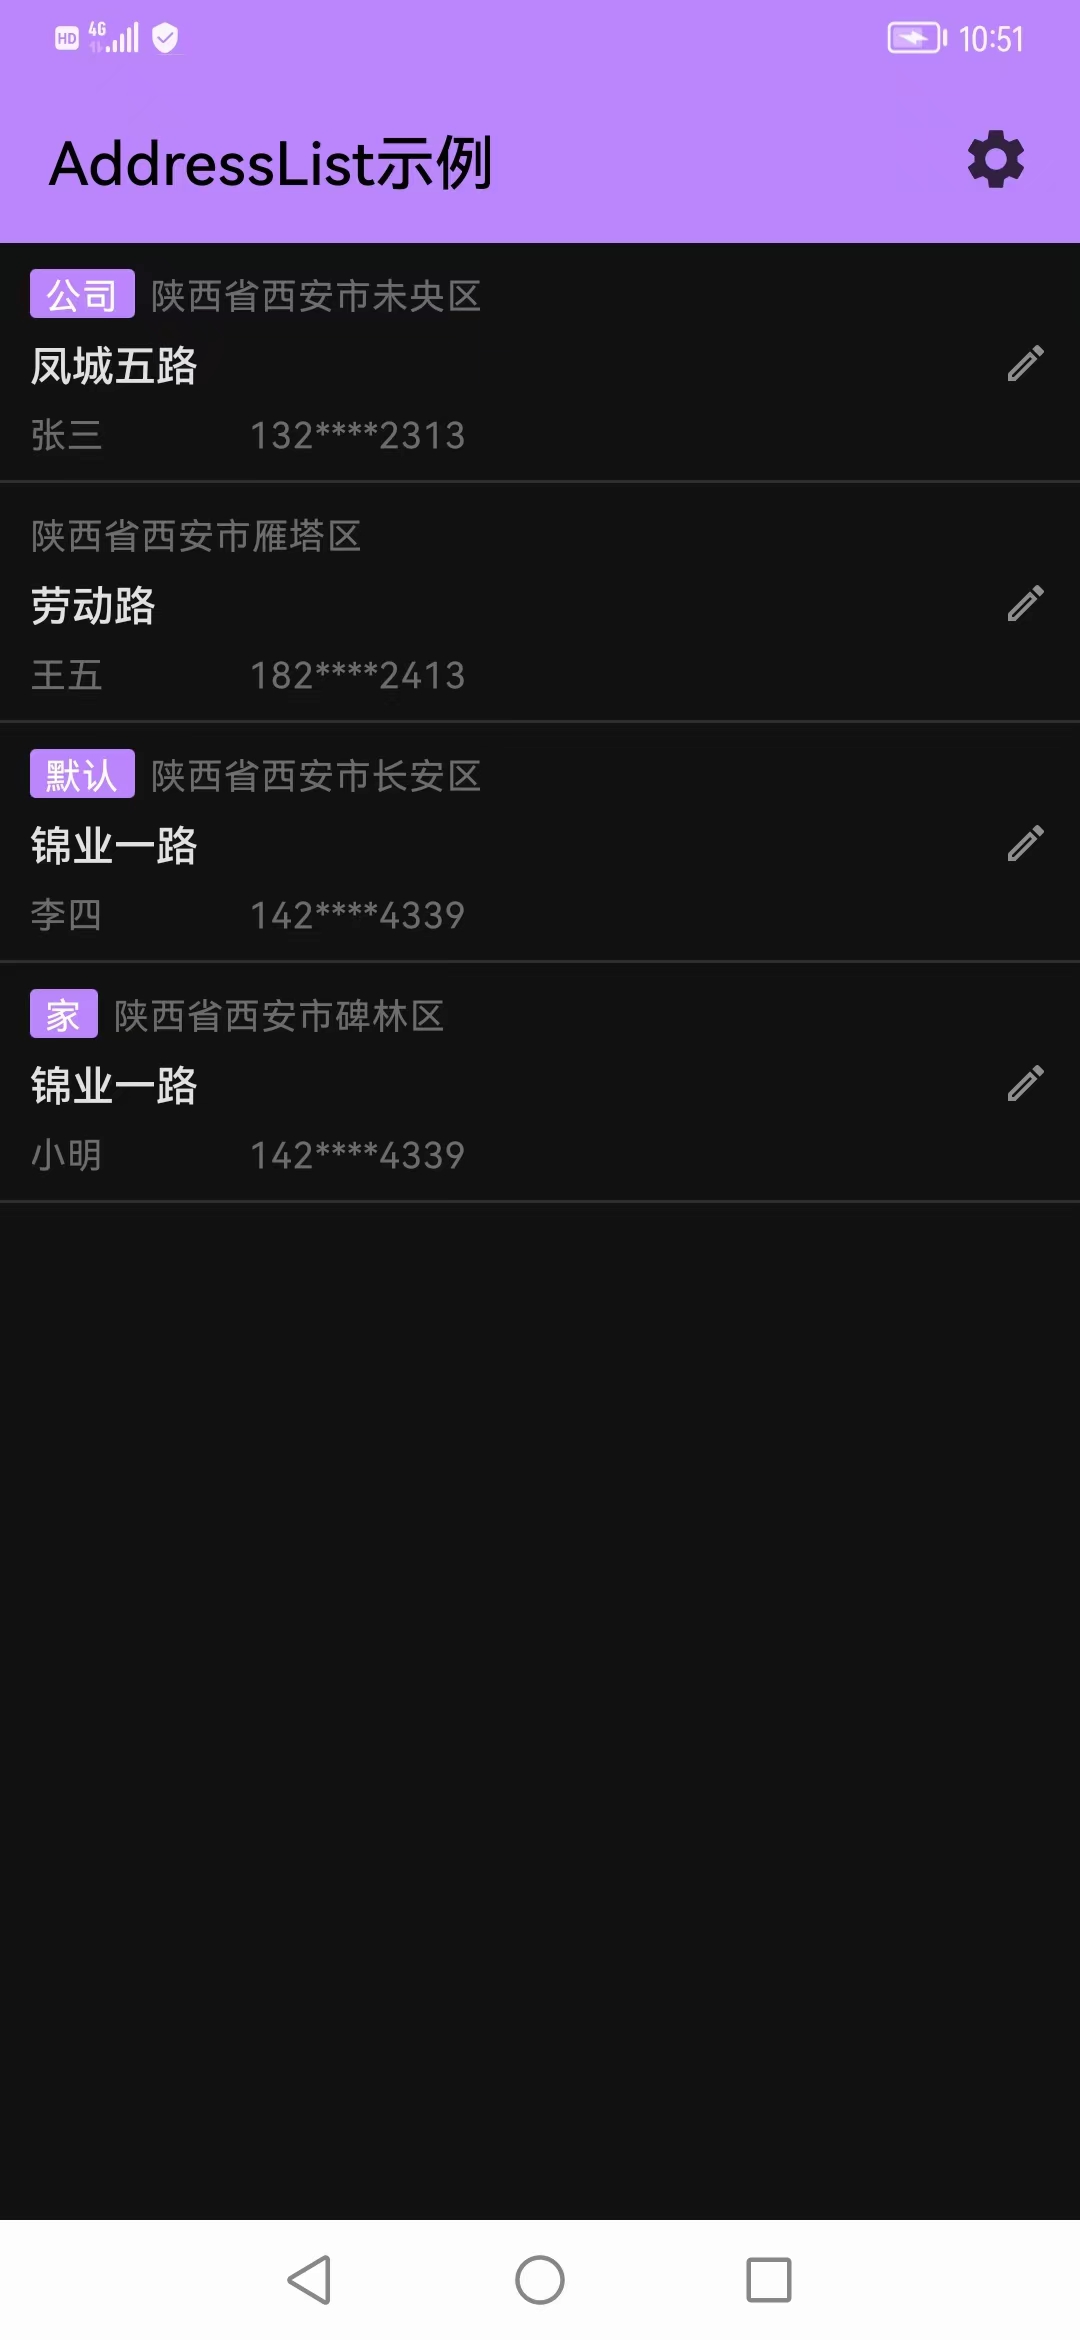 HD 4G 10:51
AddressList示例
公司 陕西省西安市未央区
凤城五路
张三 132****2313
陕西省西安市雁塔区
劳动路
王五 182****2413
默认 陕西省西安市长安区
锦业一路
李四 142****4339
家 陕西省西安市碑林区
锦业一路
小明 142****4339